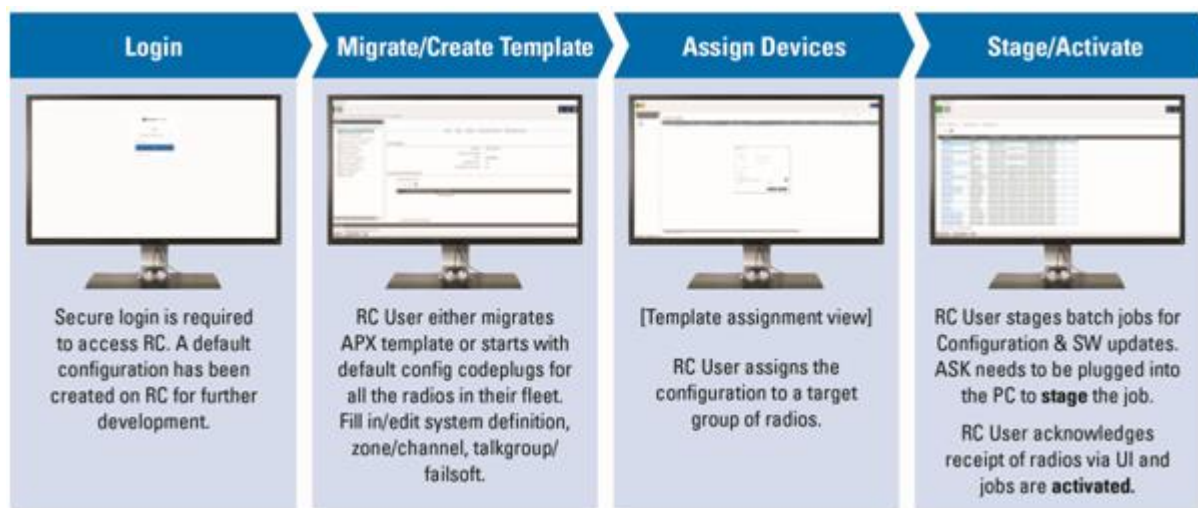 Login
Migrate/Create Template
Assign Devices
Stage/Activate
Secure login is required
to access RC. A default
configuration has been
created on RC for further
development.
RC User either migrates
APX template or starts with
default config codeplugs for
all the radios in their fleet.
Fill in/edit system definition,
zone/channel, talkgroup/
failsoft.
[Template assignment view]
RC User assigns the
configuration to a target
group of radios.
RC User stages batch jobs for
Configuration & SW updates.
ASK needs to be plugged into
the PC to stage the job.
RC User acknowledges
receipt of radios via UI and
jobs are activated.